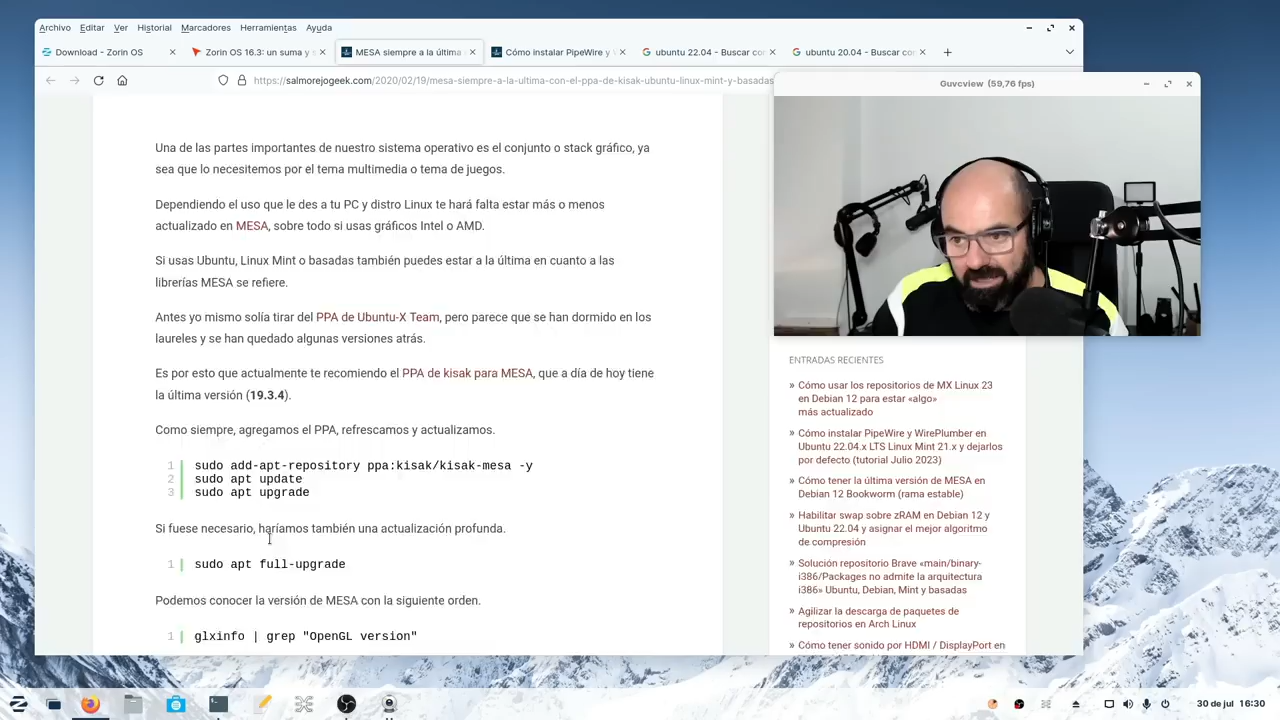 Archivo Editar Ver Historial Marcadores Herramientas Ayuda
Download - Zorin OS
Zorin OS 16.3: un suma y s
MESA siempre a la última
Cómo instalar PipeWire y
ubuntu 22.04 - Buscar co
ubuntu 20.04 - Buscar co
https://salmorejogeek.com/2020/02/19/mesa-siempre-a-la-ultima-con-el-ppa-de-kisak-ubuntu-linux-mint-y-basadas
Guvcview (59,76 fps)
Una de las partes importantes de nuestro sistema operativo es el conjunto o stack gráfico, ya
sea que lo necesitemos por el tema multimedia o tema de juegos.
Dependiendo el uso que le des a tu PC y distro Linux te hará falta estar más o menos
actualizado en MESA, sobre todo si usas gráficos Intel o AMD.
Si usas Ubuntu, Linux Mint o basadas también puedes estar a la última en cuanto a las
librerías MESA se refiere.
Antes yo mismo solía tirar del PPA de Ubuntu-X Team, pero parece que se han dormido en los
laureles y se han quedado algunas versiones atrás.
Es por esto que actualmente te recomiendo el PPA de kisak para MESA, que a día de hoy tiene
la última versión (19.3.4).
Como siempre, agregamos el PPA, refrescamos y actualizamos.
1 sudo add-apt-repository ppa:kisak/kisak-mesa -y
2 sudo apt update
3 sudo apt upgrade
Si fuese necesario, haríamos también una actualización profunda.
1 sudo apt full-upgrade
Podemos conocer la versión de MESA con la siguiente orden.
1 glxinfo | grep "OpenGL version"
ENTRADAS RECIENTES
» Cómo usar los repositorios de MX Linux 23
en Debian 12 para estar «algo»
más actualizado
» Cómo instalar PipeWire y WirePlumber en
Ubuntu 22.04.x LTS Linux Mint 21.x y dejarlos
por defecto (tutorial Julio 2023)
» Cómo tener la última versión de MESA en
Debian 12 Bookworm (rama estable)
» Habilitar swap sobre zRAM en Debian 12 y
Ubuntu 22.04 y asignar el mejor algoritmo
de compresión
» Solución repositorio Brave «main/binary-
i386/Packages no admite la arquitectura
i386» Ubuntu, Debian, Mint y basadas
» Agilizar la descarga de paquetes de
repositorios en Arch Linux
» Cómo tener sonido por HDMI / DisplayPort en
30 de jul 16:30